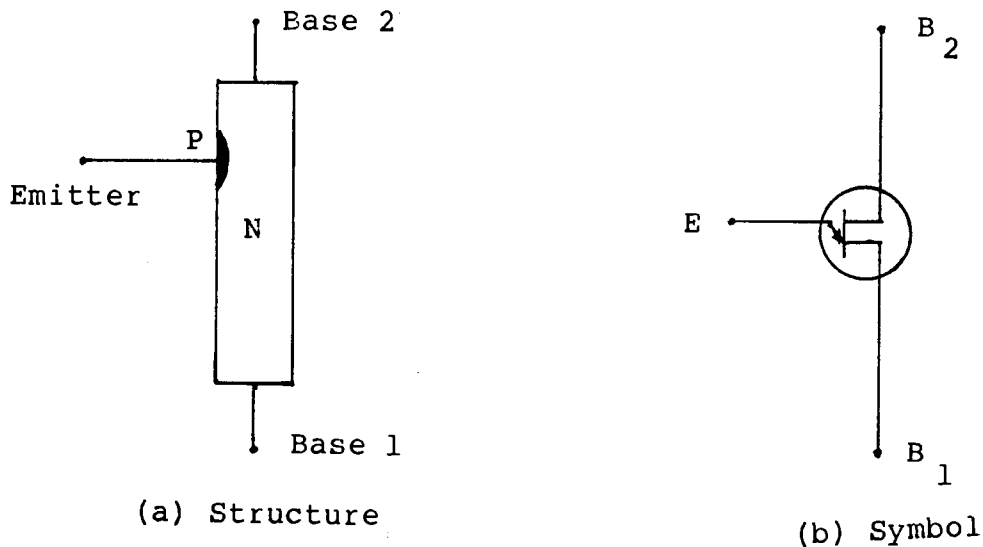 Base 2
P
Emitter
N
Base 1
(a) Structure
B2
E
B1
(b) Symbol